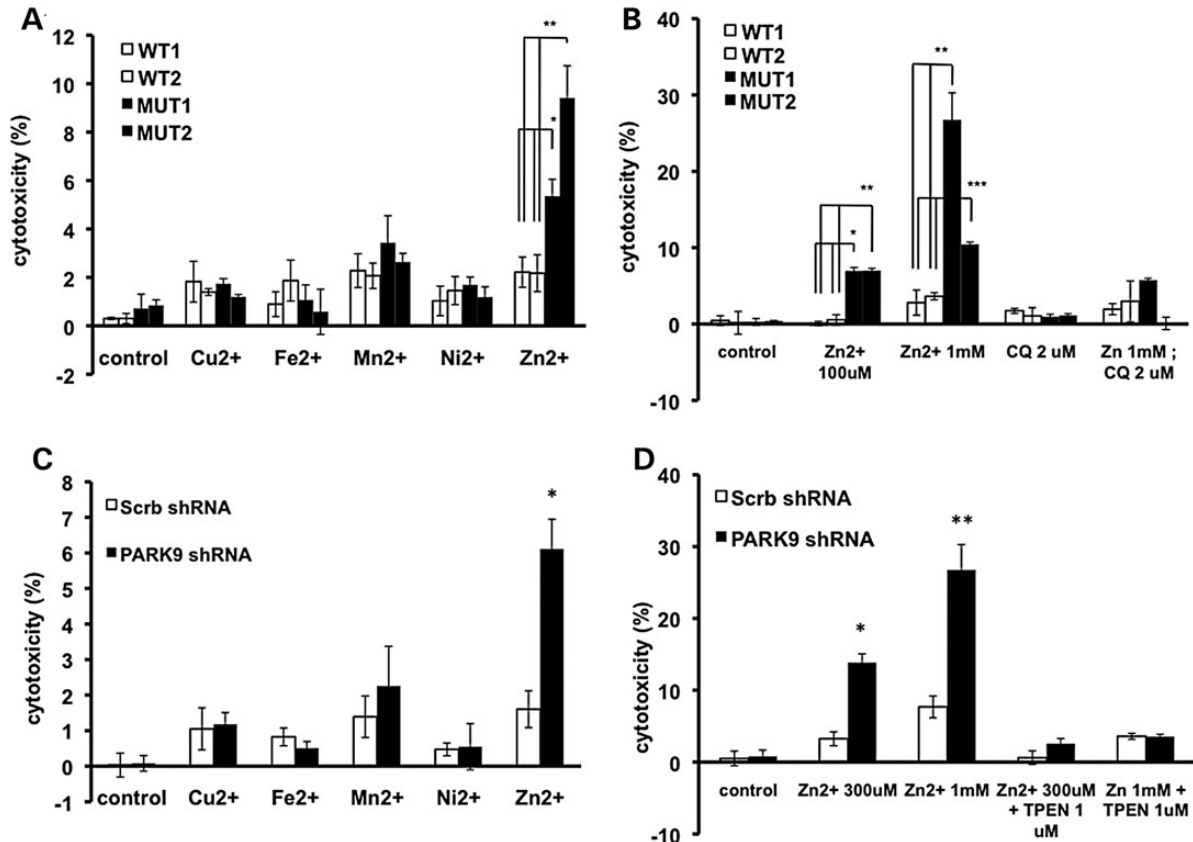 A
12
10
8
6
4
2
0
-2
cytotoxicity (%)
WT1
WT2
MUT1
MUT2
**
*
control
Cu2+
Fe2+
Mn2+
Ni2+
Zn2+
B
40
30
20
10
0
-10
cytotoxicity (%)
WT1
WT2
MUT1
MUT2
**
***
**
*
control
Zn2+
100uM
Zn2+ 1mM
CQ 2 uM
Zn 1mM ;
CQ 2 uM
C
8
7
6
5
4
3
2
1
0
-1
cytotoxicity (%)
Scrb shRNA
PARK9 shRNA
*
control
Cu2+
Fe2+
Mn2+
Ni2+
Zn2+
D
40
30
20
10
0
-10
cytotoxicity (%)
Scrb shRNA
PARK9 shRNA
**
*
control
Zn2+ 300uM
Zn2+ 1mM
Zn2+ 300uM
+ TPEN 1
uM
Zn 1mM +
TPEN 1uM